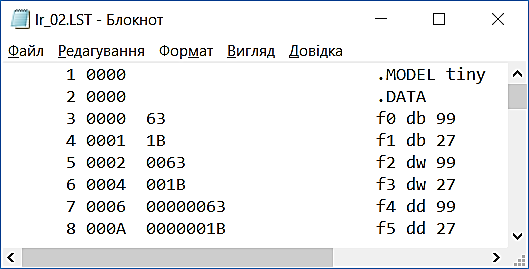 lr_02.LST - Блокнот
Файл Редагування Формат Вигляд Довідка
1 0000 .MODEL tiny
2 0000 .DATA
3 0000 63 f0 db 99
4 0001 1B f1 db 27
5 0002 0063 f2 dw 99
6 0004 001B f3 dw 27
7 0006 00000063 f4 dd 99
8 000A 0000001B f5 dd 27